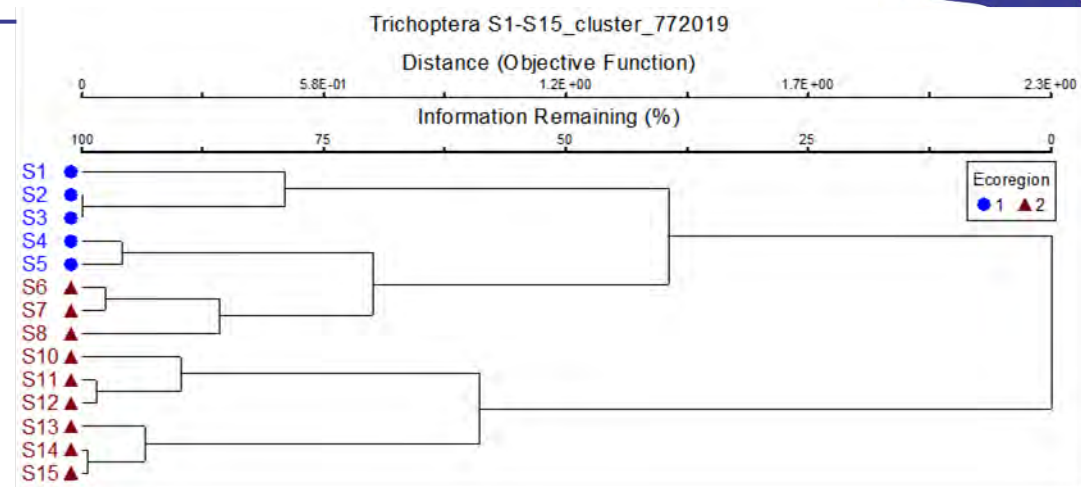 Trichoptera S1-S15_cluster_772019
Distance (Objective Function)
0 5.8E-01 1.2E+00 1.7E+00 2.3E+00
Information Remaining (%)
100 75 50 25 0
S1
S2
S3
S4
S5
S6
S7
S8
S10
S11
S12
S13
S14
S15
Ecoregion
1 2